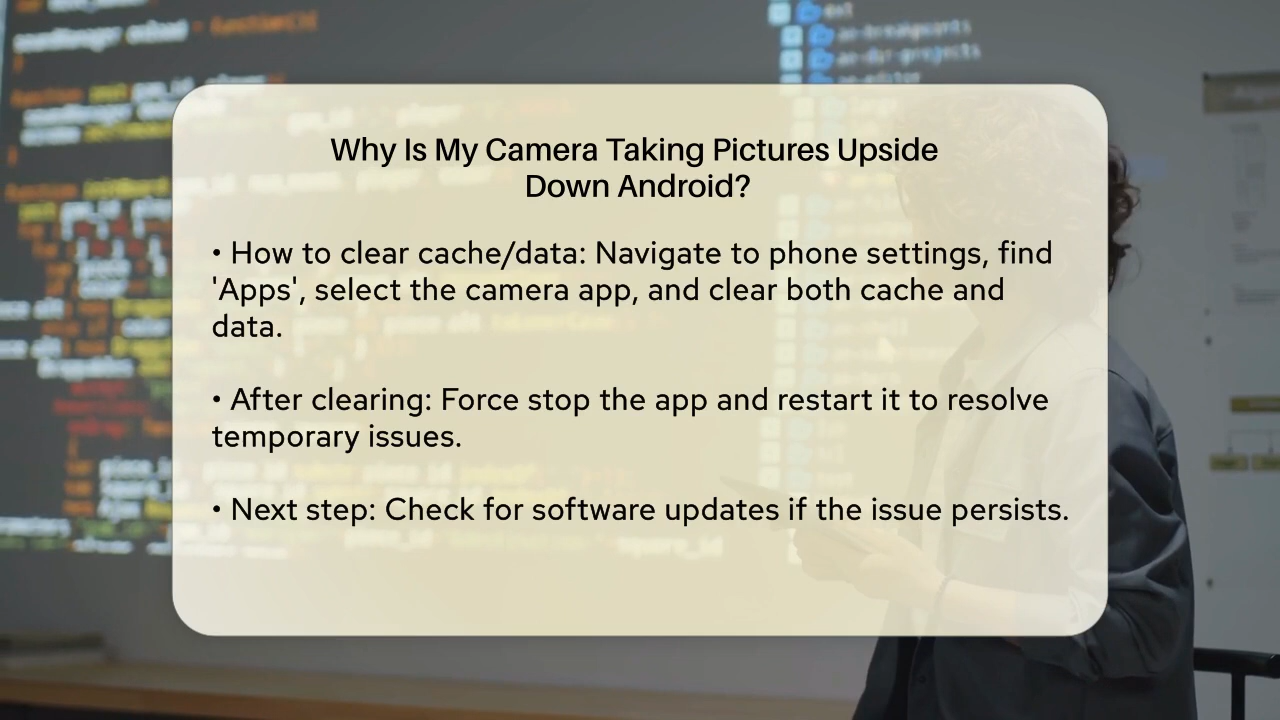 Why Is My Camera Taking Pictures Upside
Down Android?
• How to clear cache/data: Navigate to phone settings, find
'Apps', select the camera app, and clear both cache and
data.
• After clearing: Force stop the app and restart it to resolve
temporary issues.
• Next step: Check for software updates if the issue persists.